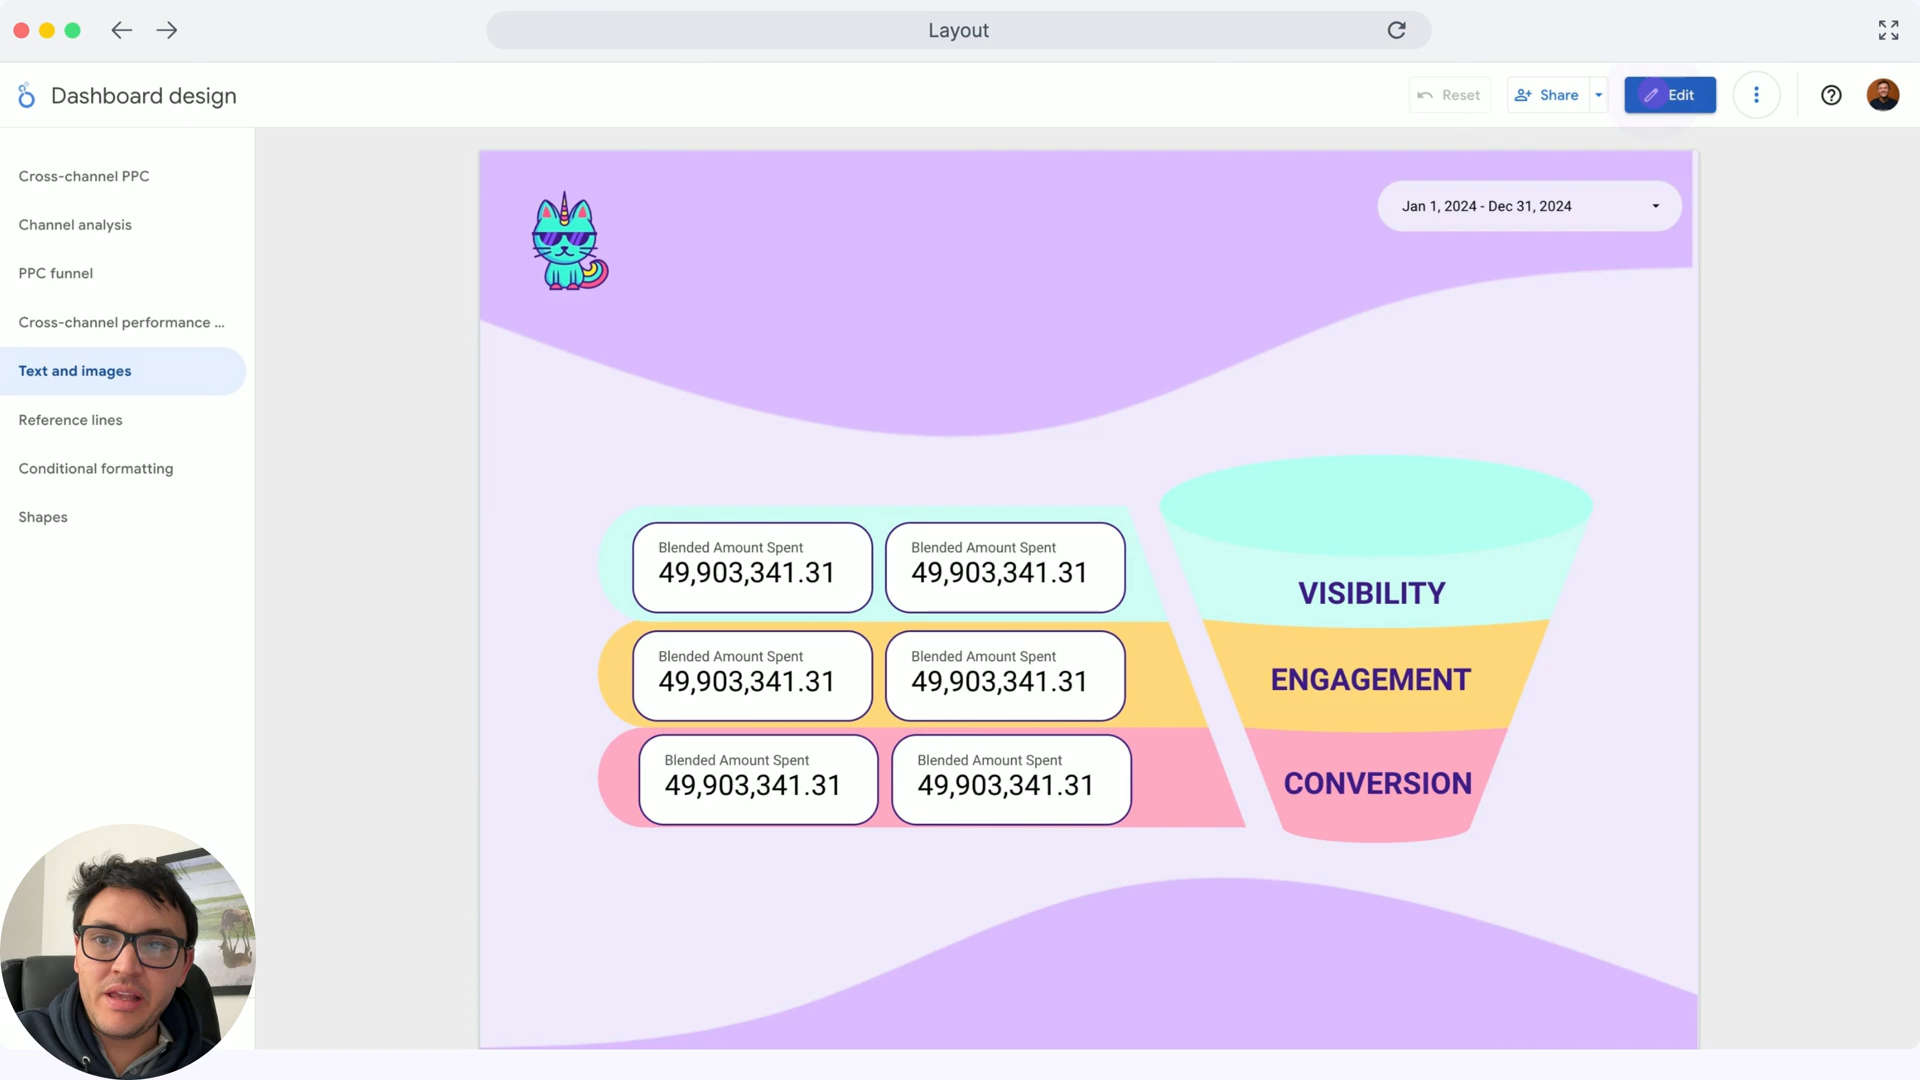 Layout
Dashboard design
Reset
Share
Edit
Cross-channel PPC
Channel analysis
PPC funnel
Cross-channel performance ...
Text and images
Reference lines
Conditional formatting
Shapes
Jan 1, 2024 - Dec 31, 2024
Blended Amount Spent
49,903,341.31
Blended Amount Spent
49,903,341.31
VISIBILITY
Blended Amount Spent
49,903,341.31
Blended Amount Spent
49,903,341.31
ENGAGEMENT
Blended Amount Spent
49,903,341.31
Blended Amount Spent
49,903,341.31
CONVERSION